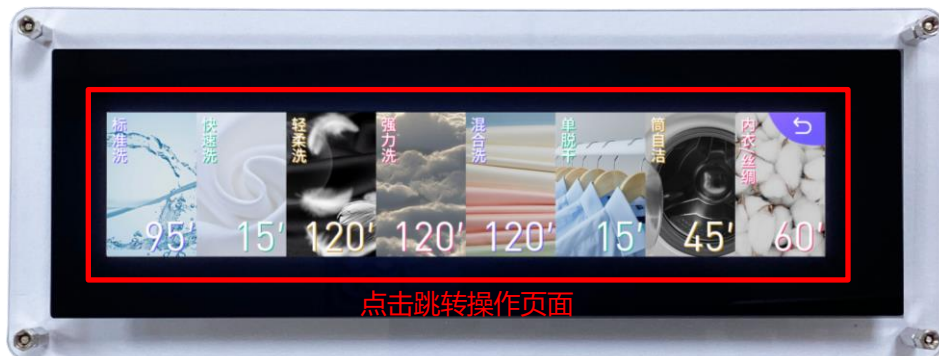 标准洗
快速洗
轻柔洗
强力洗
混合洗
单脱干
筒自洁
内衣/丝绸
95'
15'
120'
120'
120'
15'
45'
60'
点击跳转操作页面